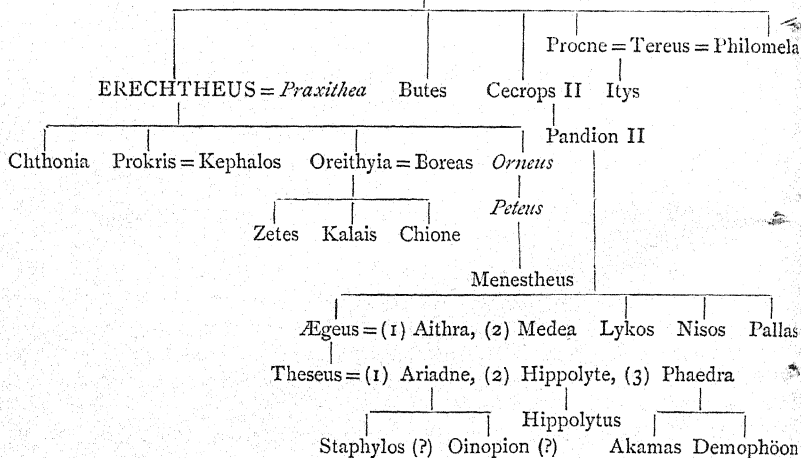 Procne = Tereus = Philomela
ERECHTHEUS = Praxithea Butes Cecrops II Itys
Pandion II
Chthonia Prokris = Kephalos Oreithyia = Boreas Orneus
Peteus
Zetes Kalais Chione
Menestheus
Ægeus = (1) Aithra, (2) Medea Lykos Nisos Pallas
Theseus = (1) Ariadne, (2) Hippolyte, (3) Phaedra
Hippolytus
Staphylos (?) Oinopion (?) Akamas Demophöon